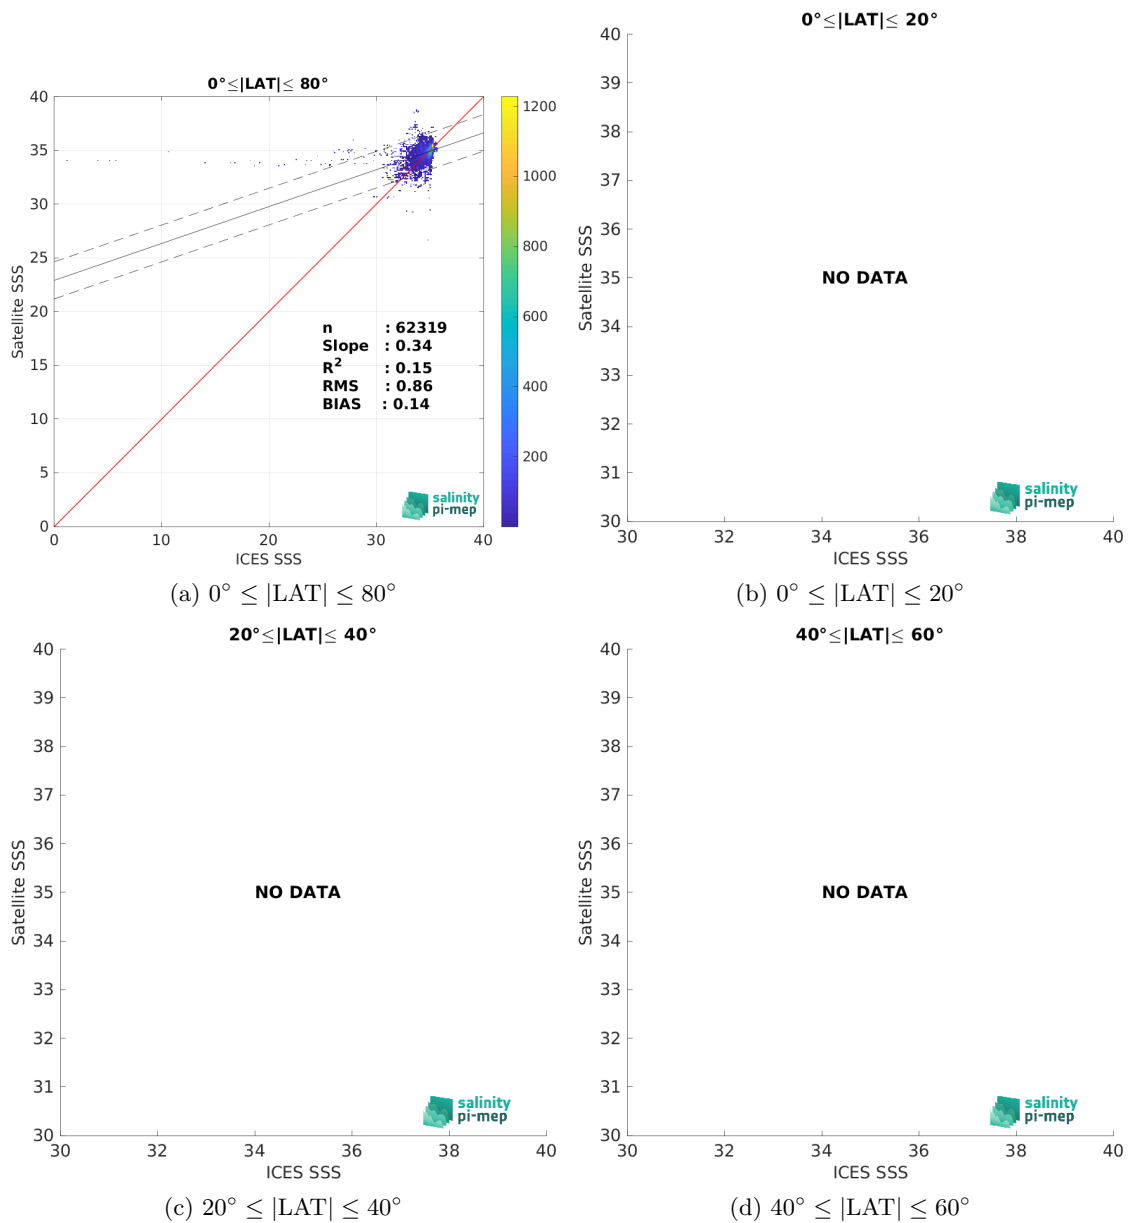 0°≤|LAT|≤ 80°
40
35
30
25
20
15
10
5
0
0
10
20
30
40
Satellite SSS
ICES SSS
n : 62319
Slope : 0.34
R² : 0.15
RMS : 0.86
BIAS : 0.14
salinity
pi-mep
1200
1000
800
600
400
200
(a) 0° ≤ |LAT| ≤ 80°
0°≤|LAT|≤ 20°
40
39
38
37
36
35
34
33
32
31
30
30
32
34
36
38
40
Satellite SSS
ICES SSS
NO DATA
salinity
pi-mep
(b) 0° ≤ |LAT| ≤ 20°
20°≤|LAT|≤ 40°
40
39
38
37
36
35
34
33
32
31
30
30
32
34
36
38
40
Satellite SSS
ICES SSS
NO DATA
salinity
pi-mep
(c) 20° ≤ |LAT| ≤ 40°
40°≤|LAT|≤ 60°
40
39
38
37
36
35
34
33
32
31
30
30
32
34
36
38
40
Satellite SSS
ICES SSS
NO DATA
salinity
pi-mep
(d) 40° ≤ |LAT| ≤ 60°